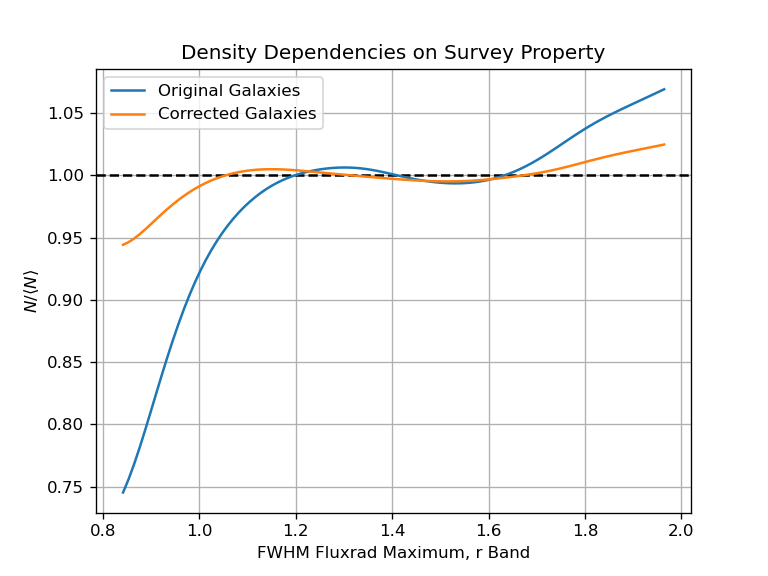 Density Dependencies on Survey Property
Original Galaxies
Corrected Galaxies
1.05
1.00
0.95
0.90
0.85
0.80
0.75
N/⟨N⟩
0.8 1.0 1.2 1.4 1.6 1.8 2.0
FWHM Fluxrad Maximum, r Band